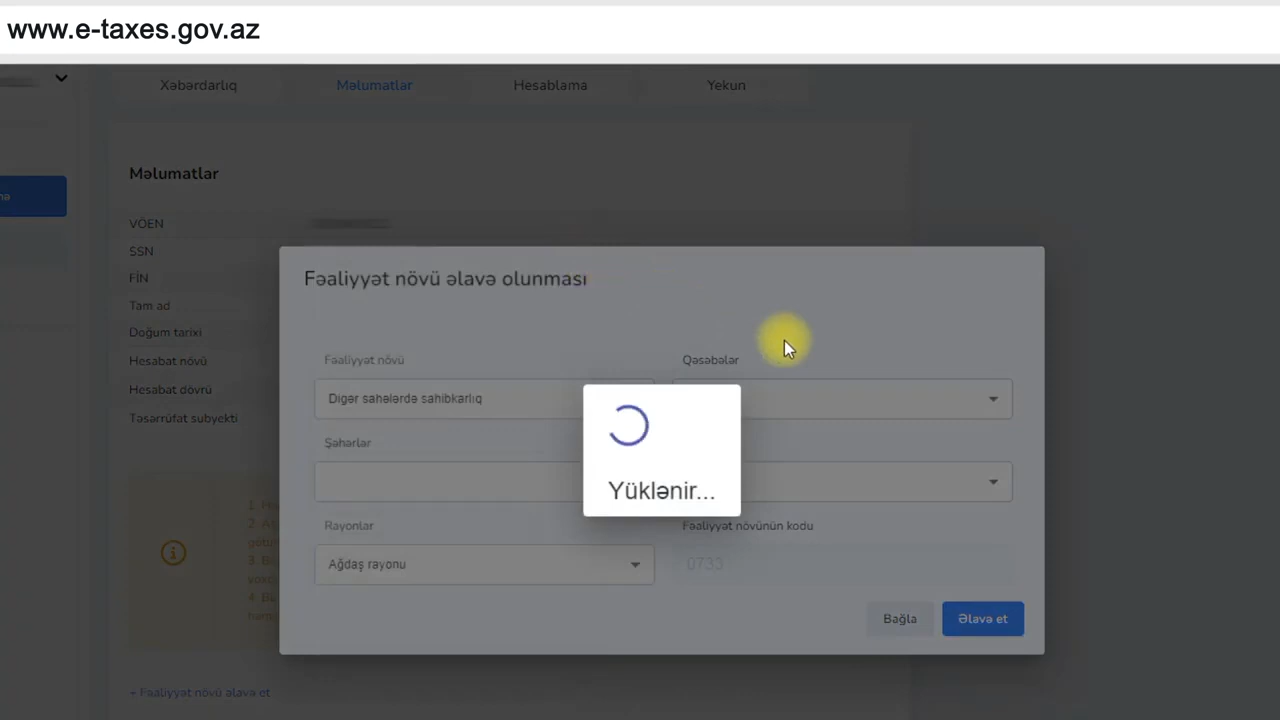 www.e-taxes.gov.az
Xəbərdarlıq
Məlumatlar
Hesablama
Yekun
Məlumatlar
VÖEN
SSN
FİN
Tam ad
Doğum tarixi
Hesabat növü
Hesabat dövrü
Təsərrüfat subyekti
Fəaliyyət növü əlavə olunması
Fəaliyyət növü
Digər sahələrdə sahibkarlıq
Qəsəbələr
Şəhərlər
Rayonlar
Ağdaş rayonu
Fəaliyyət növünün kodu
0733
Yüklənir...
Bağla
Əlavə et
+ Fəaliyyət növü əlavə et